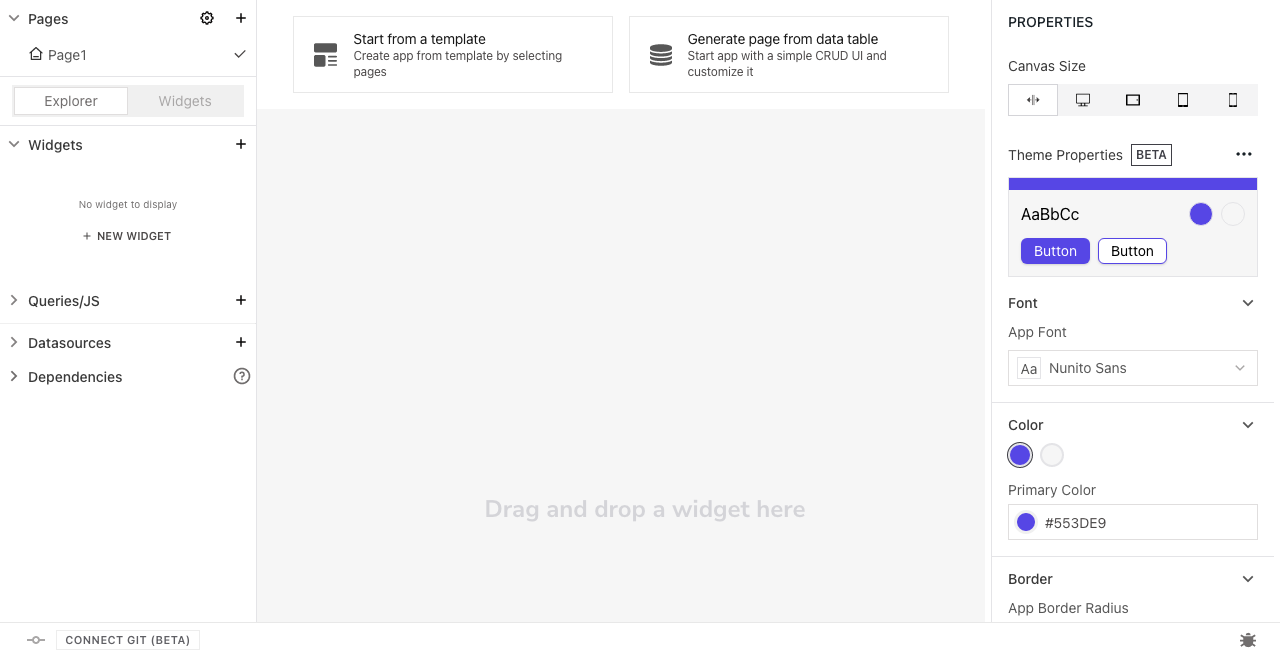 Pages
Page1
Explorer
Widgets
Widgets
No widget to display
NEW WIDGET
Queries/JS
Datasources
Dependencies
Start from a template
Create app from template by selecting
pages
Generate page from data table
Start app with a simple CRUD UI and
customize it
Drag and drop a widget here
PROPERTIES
Canvas Size
Theme Properties BETA
AaBbCc
Button Button
Font
App Font
Aa Nunito Sans
Color
Primary Color
#553DE9
Border
App Border Radius
CONNECT GIT (BETA)